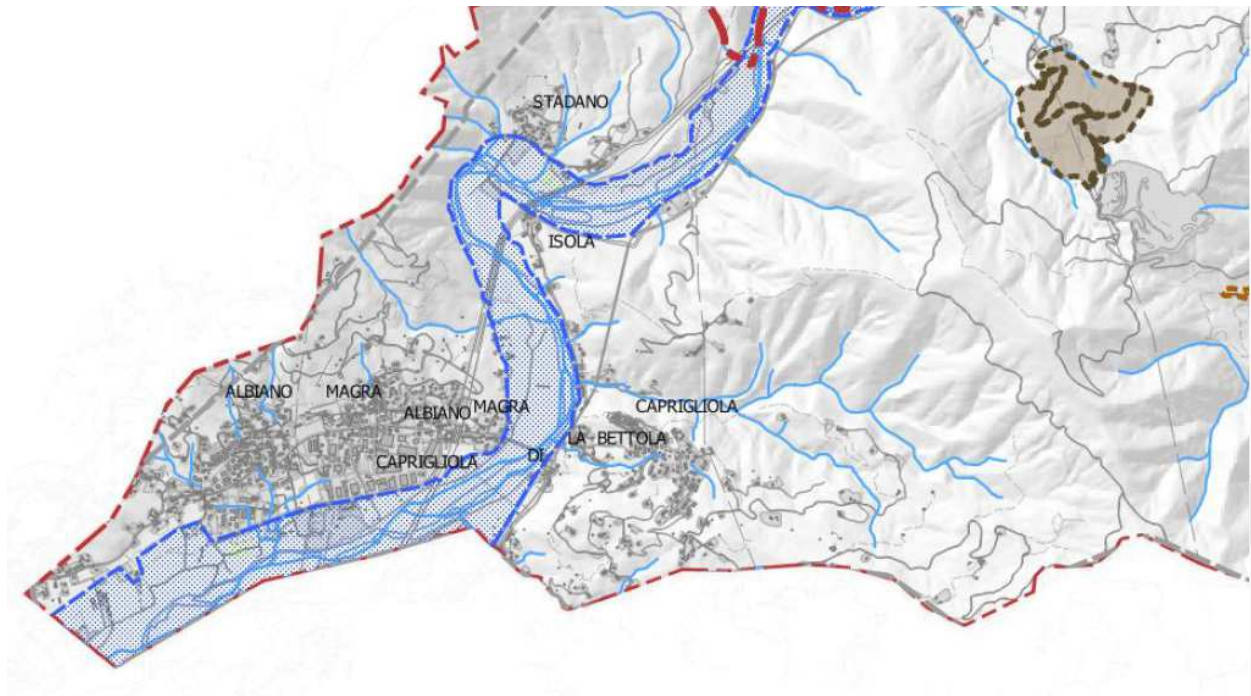 STADANO
ISOLA
ALBIANO MAGRA
ALBIANO MAGRA
CAPRIGLIOLA
LA BETTOLA
CAPRIGLIOLA DI